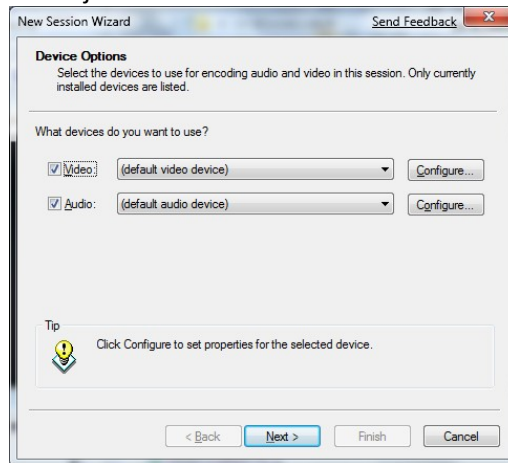 New Session Wizard Send Feedback
Device Options
Select the devices to use for encoding audio and video in this session. Only currently
installed devices are listed.
What devices do you want to use?
Video: (default video device) Configure...
Audio: (default audio device) Configure...
Tip
Click Configure to set properties for the selected device.
< Back Next > Finish Cancel